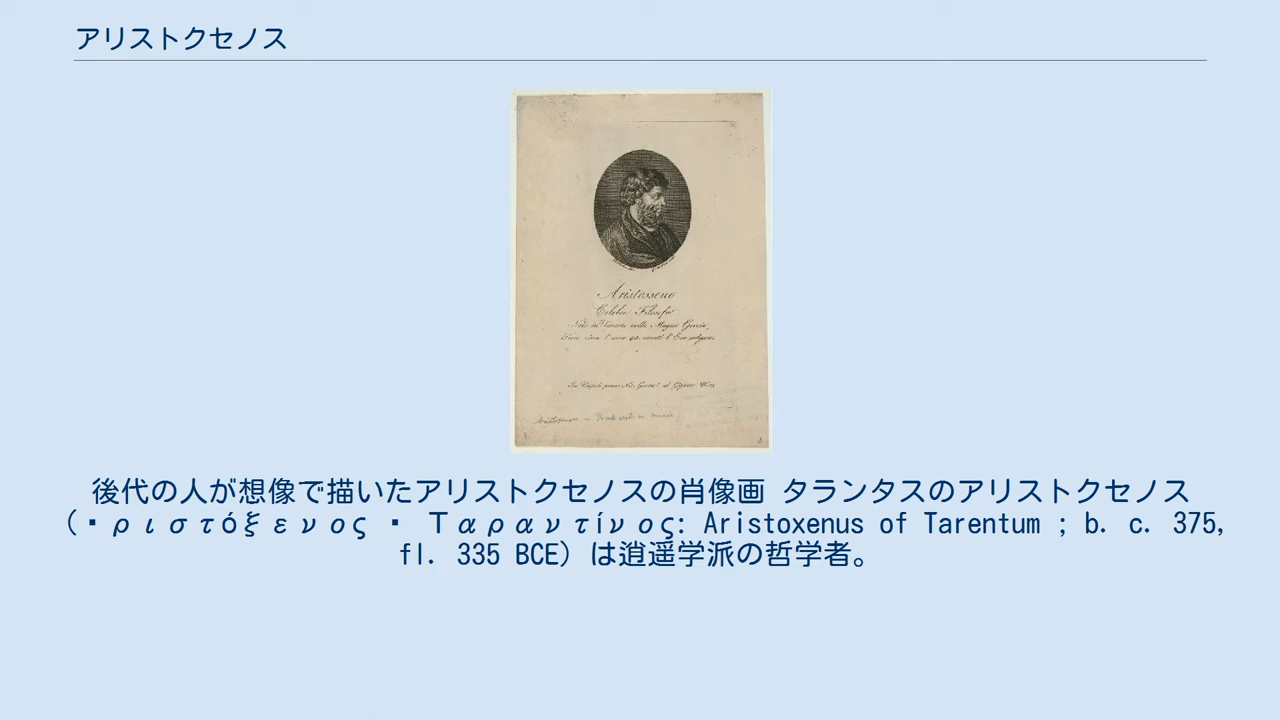 アリストクセノス
Aristosseno
Celebre Filosofo
後代の人が想像で描いたアリストクセノスの肖像画 タランタスのアリストクセノス
(▪ριστόξενος ▪ Ταραντίνος: Aristoxenus of Tarentum ; b. c. 375,
fl. 335 BCE) は逍遥学派の哲学者。